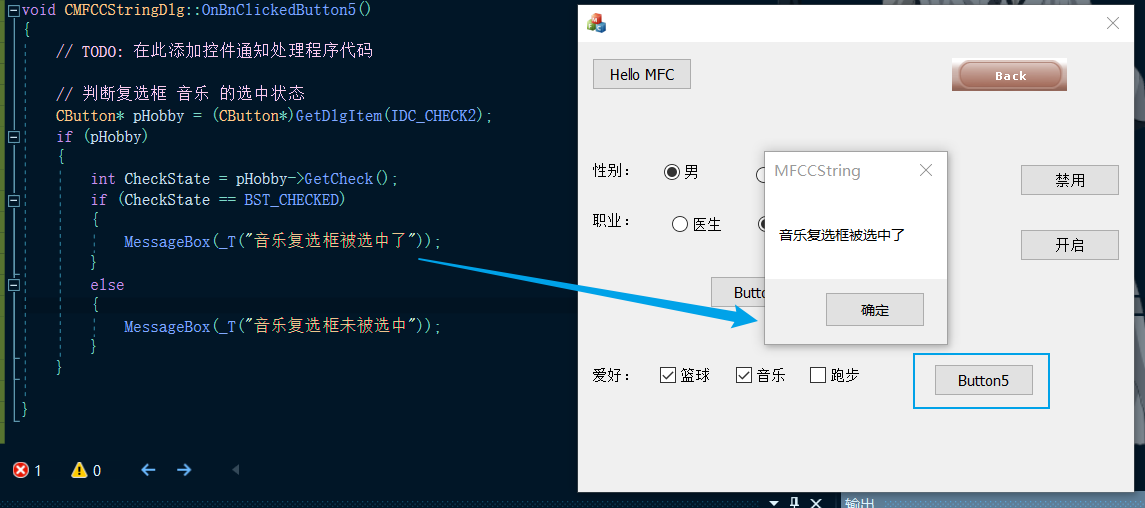 void CMFCCStringDlg::OnBnClickedButton5()
{
// TODO: 在此添加控件通知处理程序代码
// 判断复选框 音乐 的选中状态
CButton* pHobby = (CButton*)GetDlgItem(IDC_CHECK2);
if (pHobby)
{
int CheckState = pHobby->GetCheck();
if (CheckState == BST_CHECKED)
{
MessageBox(_T("音乐复选框被选中了"));
}
else
{
MessageBox(_T("音乐复选框未被选中"));
}
}
}
1 0
输出
Hello MFC
Back
性别：
男
MFCCString
音乐复选框被选中了
确定
禁用
职业：
医生
开启
爱好：
篮球
音乐
跑步
Button5